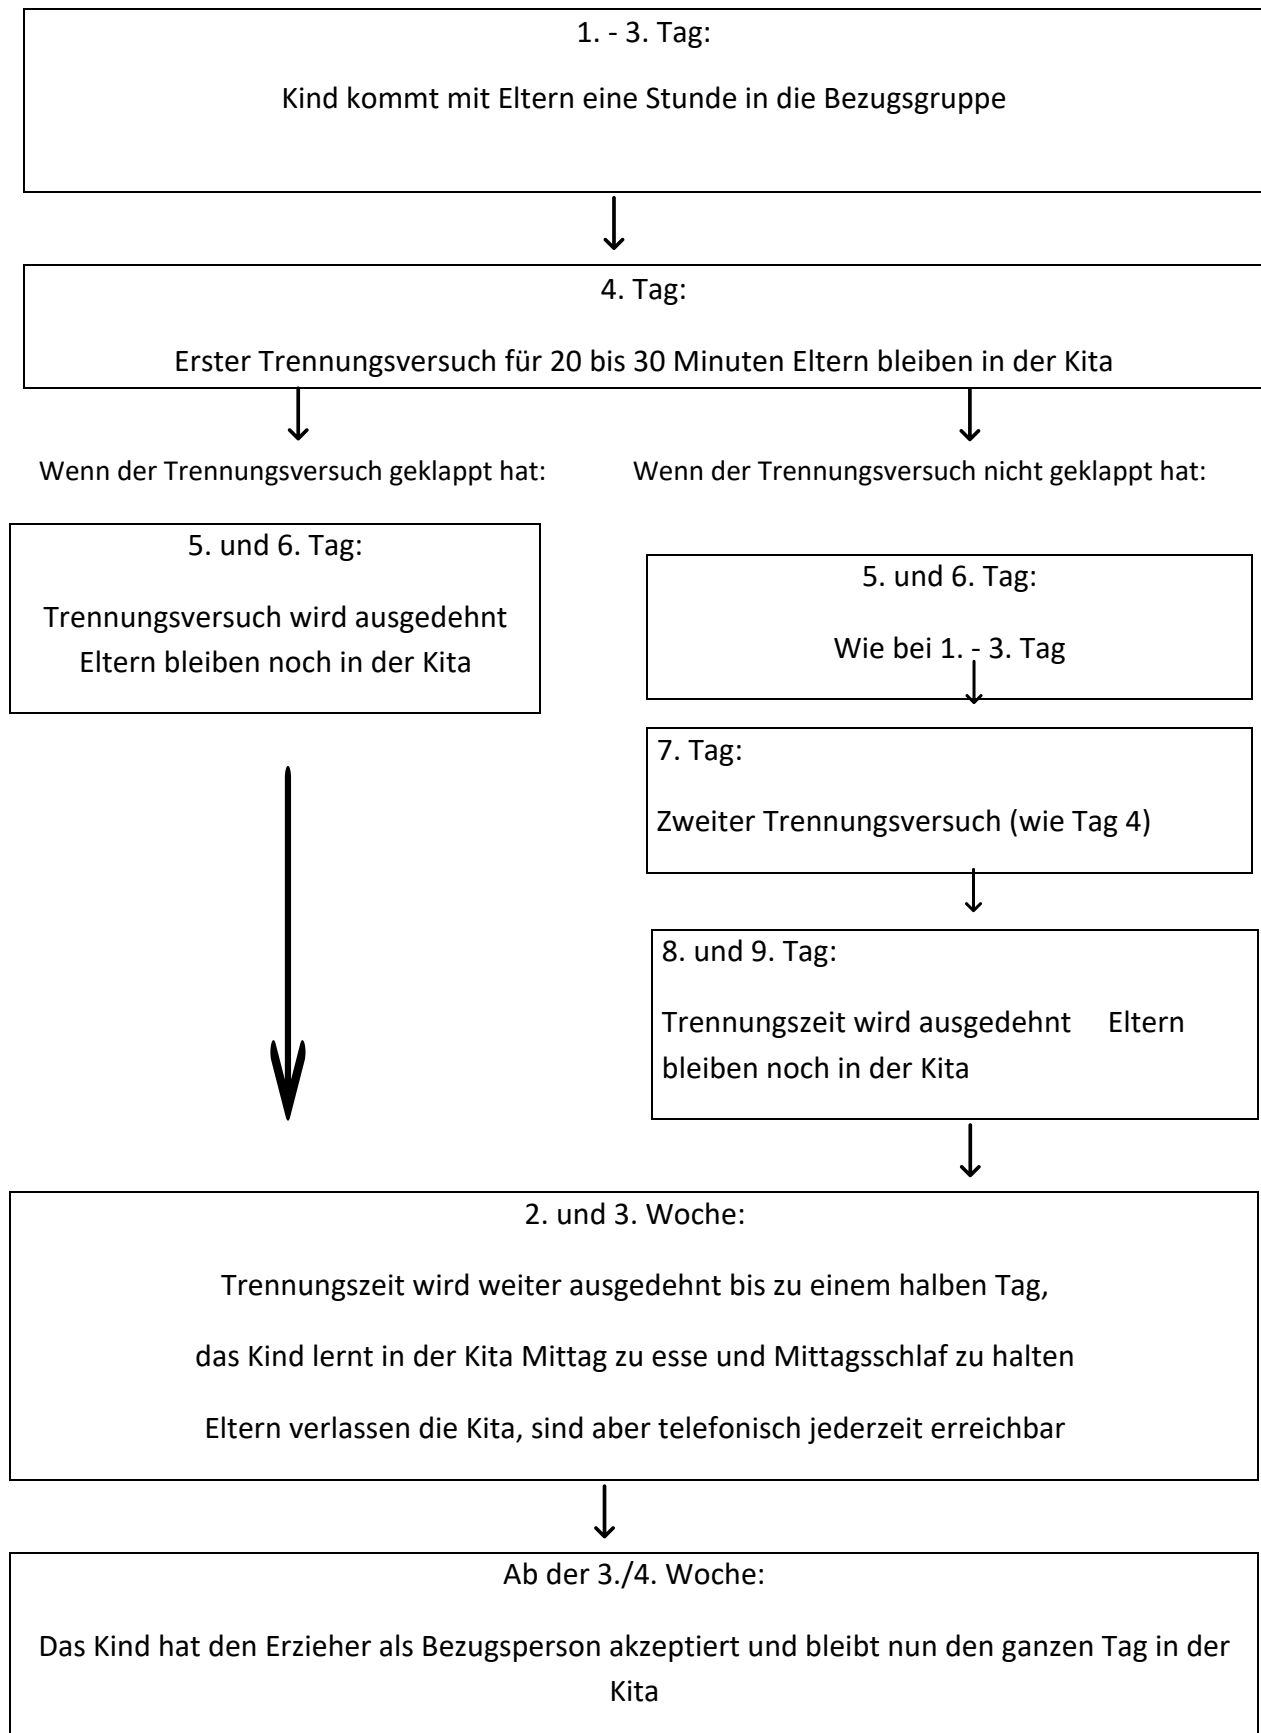 1. - 3. Tag:
Kind kommt mit Eltern eine Stunde in die Bezugsgruppe
4. Tag:
Erster Trennungsversuch für 20 bis 30 Minuten Eltern bleiben in der Kita
Wenn der Trennungsversuch geklappt hat:
5. und 6. Tag:
Trennungsversuch wird ausgedehnt
Eltern bleiben noch in der Kita
Wenn der Trennungsversuch nicht geklappt hat:
5. und 6. Tag:
Wie bei 1. - 3. Tag
7. Tag:
Zweiter Trennungsversuch (wie Tag 4)
8. und 9. Tag:
Trennungszeit wird ausgedehnt Eltern
bleiben noch in der Kita
2. und 3. Woche:
Trennungszeit wird weiter ausgedehnt bis zu einem halben Tag,
das Kind lernt in der Kita Mittag zu esse und Mittagsschlaf zu halten
Eltern verlassen die Kita, sind aber telefonisch jederzeit erreichbar
Ab der 3./4. Woche:
Das Kind hat den Erzieher als Bezugsperson akzeptiert und bleibt nun den ganzen Tag in der
Kita